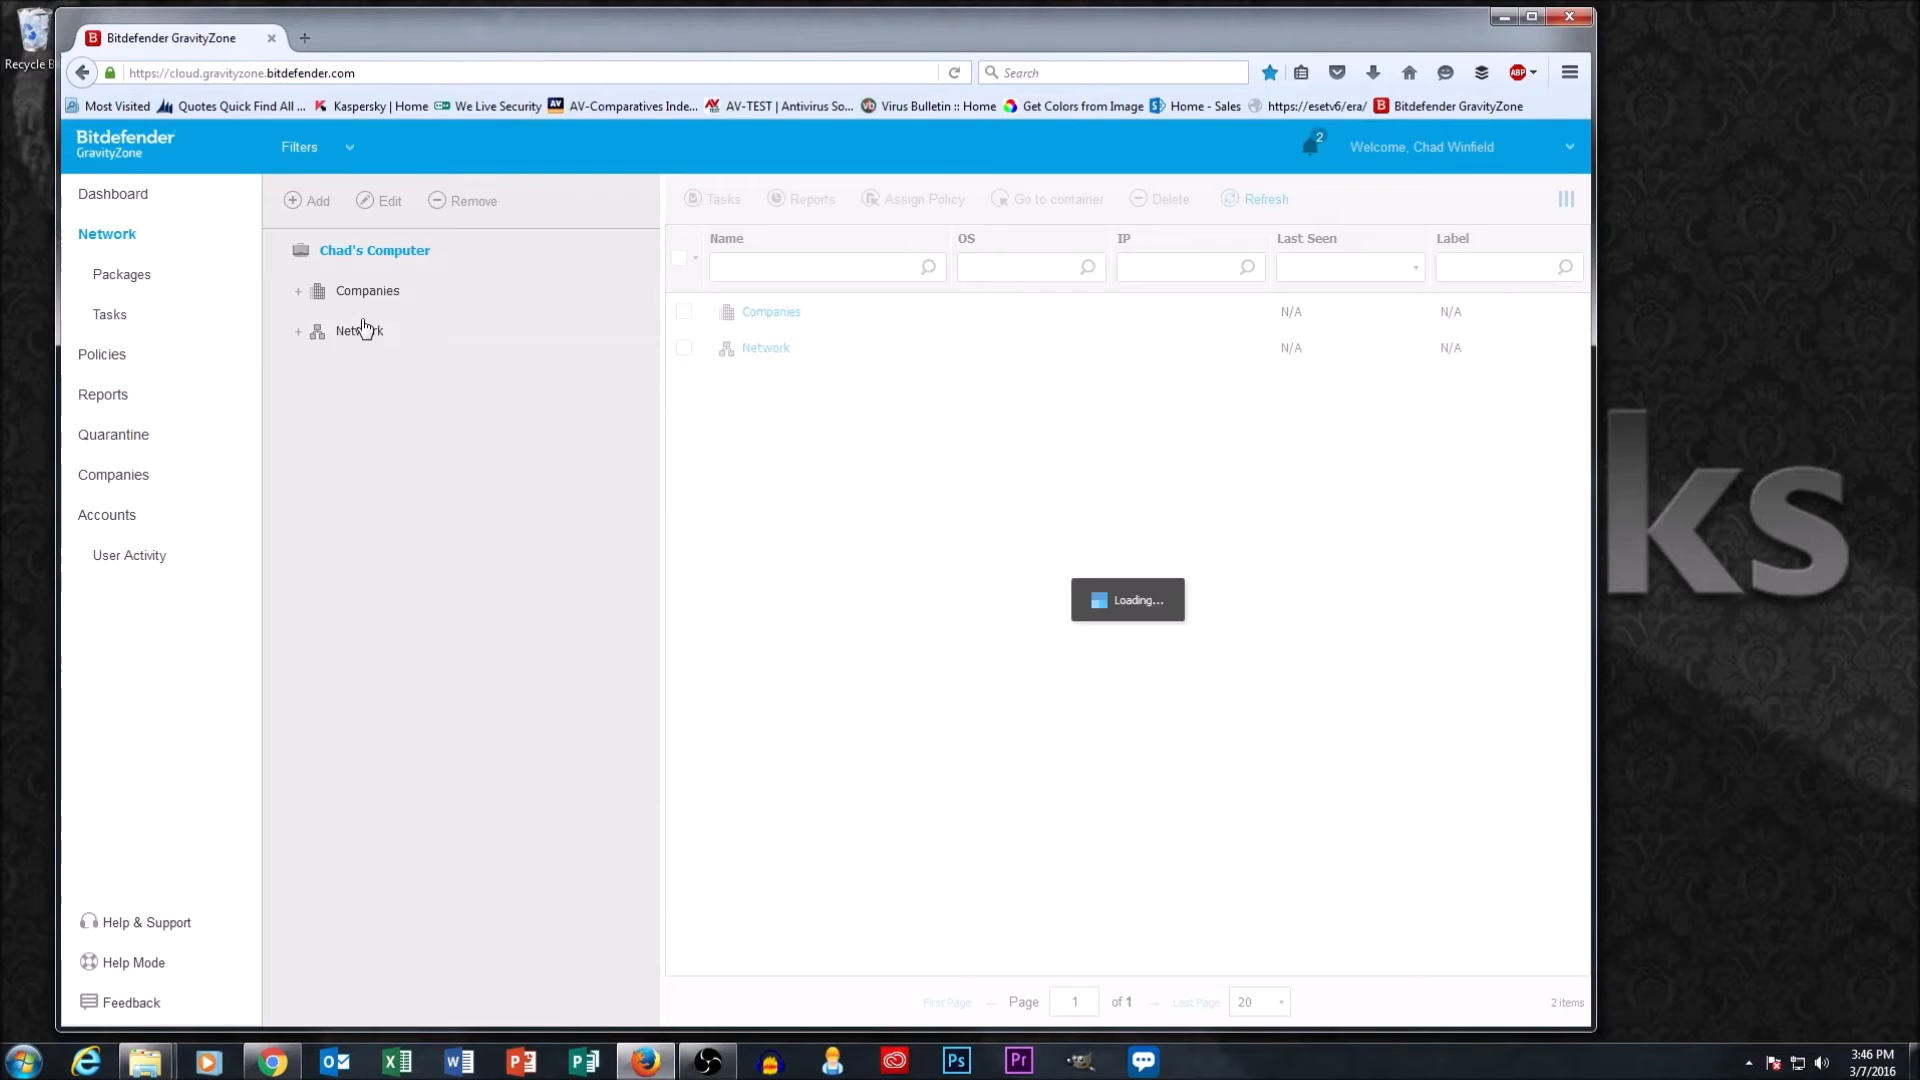 Recycle B
Bitdefender GravityZone
https://cloud.gravityzone.bitdefender.com
Search
ABP
Most Visited
Quotes Quick Find All ...
Kaspersky | Home
We Live Security
AV-Comparatives Inde...
AV-TEST | Antivirus So...
Virus Bulletin :: Home
Get Colors from Image
Home - Sales
https://esetv6/era/
Bitdefender GravityZone
Bitdefender
GravityZone
Filters
2
Welcome, Chad Winfield
Dashboard
Network
Packages
Tasks
Policies
Reports
Quarantine
Companies
Accounts
User Activity
Help & Support
Help Mode
Feedback
Add
Edit
Remove
Chad's Computer
Companies
Network
Tasks
Reports
Assign Policy
Go to container
Delete
Refresh
Name
OS
IP
Last Seen
Label
Companies
N/A
N/A
Network
N/A
N/A
Loading...
First Page
Page
1
of 1
Last Page
20
2 items
ks
Ps
Pr
3:46 PM
3/7/2016